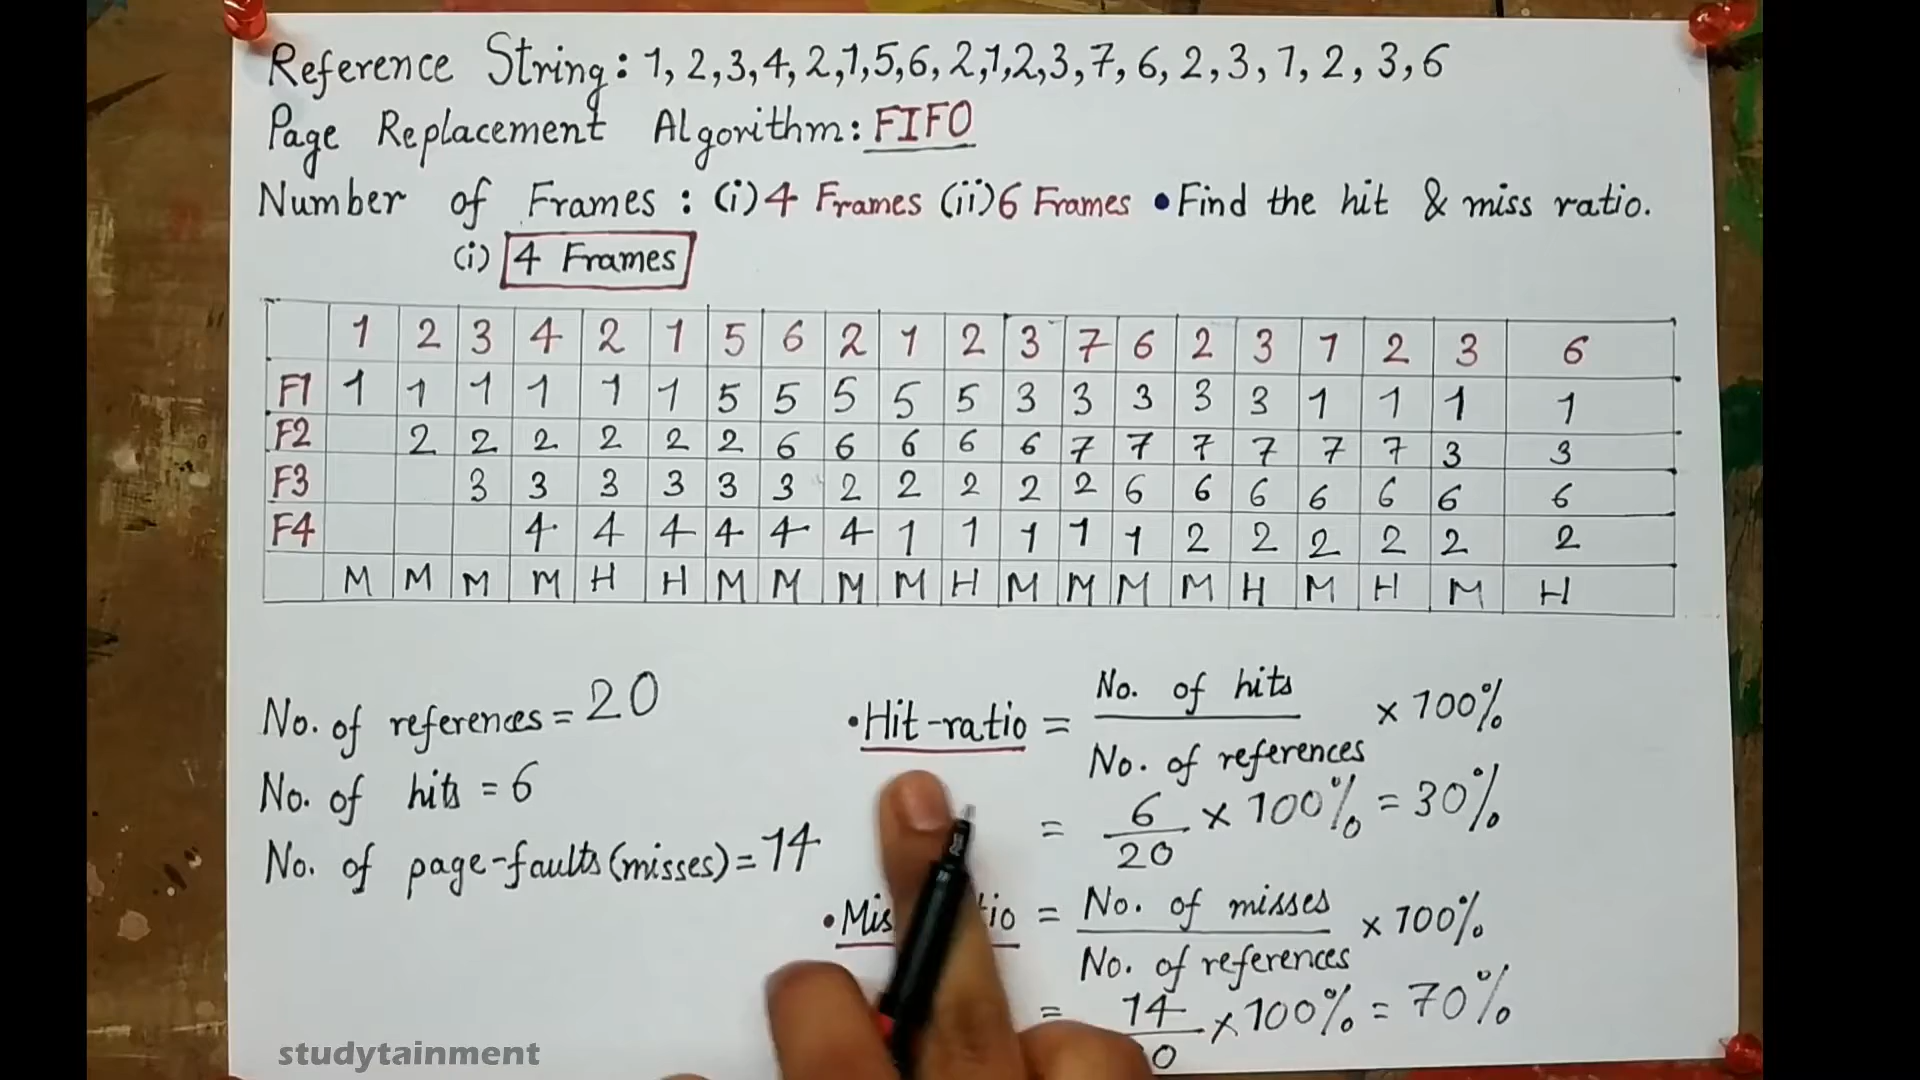 Reference String: 1, 2, 3, 4, 2, 1, 5, 6, 2, 1, 2, 3, 7, 6, 2, 3, 1, 2, 3, 6
Page Replacement Algorithm: FIFO
Number of Frames : (i) 4 Frames (ii) 6 Frames • Find the hit & miss ratio.
(i) 4 Frames
1 2 3 4 2 1 5 6 2 1 2 3 7 6 2 3 1 2 3 6
F1 1 1 1 1 1 1 5 5 5 5 5 3 3 3 3 3 1 1 1 1
F2 2 2 2 2 2 2 6 6 6 6 6 7 7 7 7 7 7 3 3
F3 3 3 3 3 3 3 2 2 2 2 2 6 6 6 6 6 6 6
F4 4 4 4 4 4 4 1 1 1 1 1 2 2 2 2 2 2
M M M M H H M M M M H M M M M H M H M H
No. of references = 20
No. of hits = 6
No. of page-faults (misses) = 14
• Hit-ratio = No. of hits / No. of references × 100%
= 6 / 20 × 100% = 30%
• = No. of misses / No. of references × 100%
= 14 / × 100% = 70%
studytainment